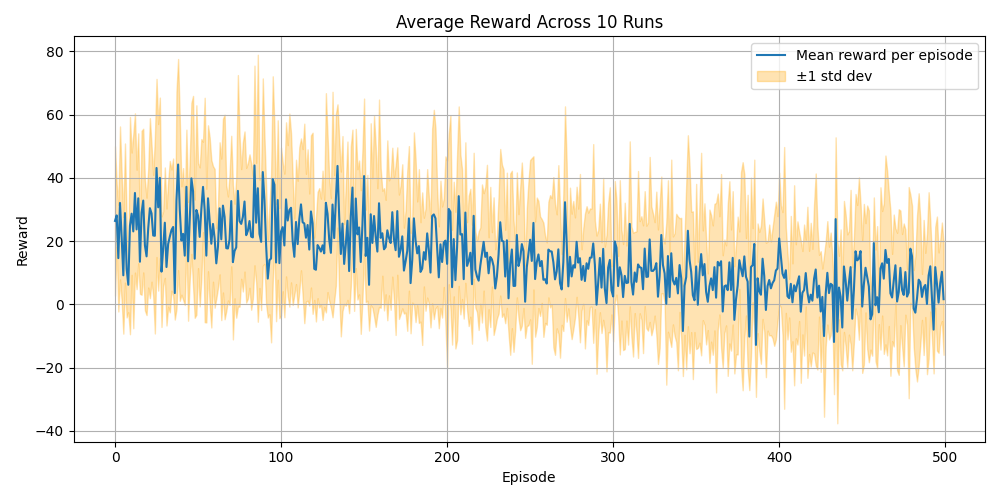 Average Reward Across 10 Runs
Mean reward per episode
±1 std dev
Reward
80
60
40
20
0
−20
−40
0 100 200 300 400 500
Episode